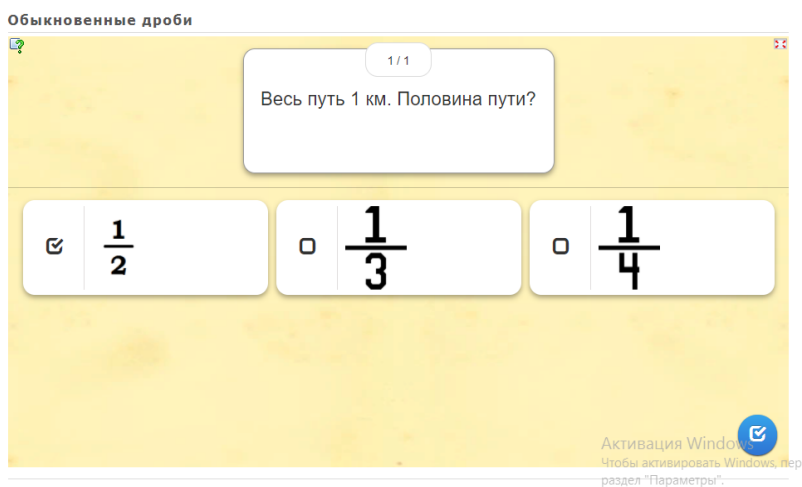 Обыкновенные дроби
1 / 1
Весь путь 1 км. Половина пути?
1
2
1
3
1
4
Активация Windows
Чтобы активировать Windows, пер
раздел "Параметры".